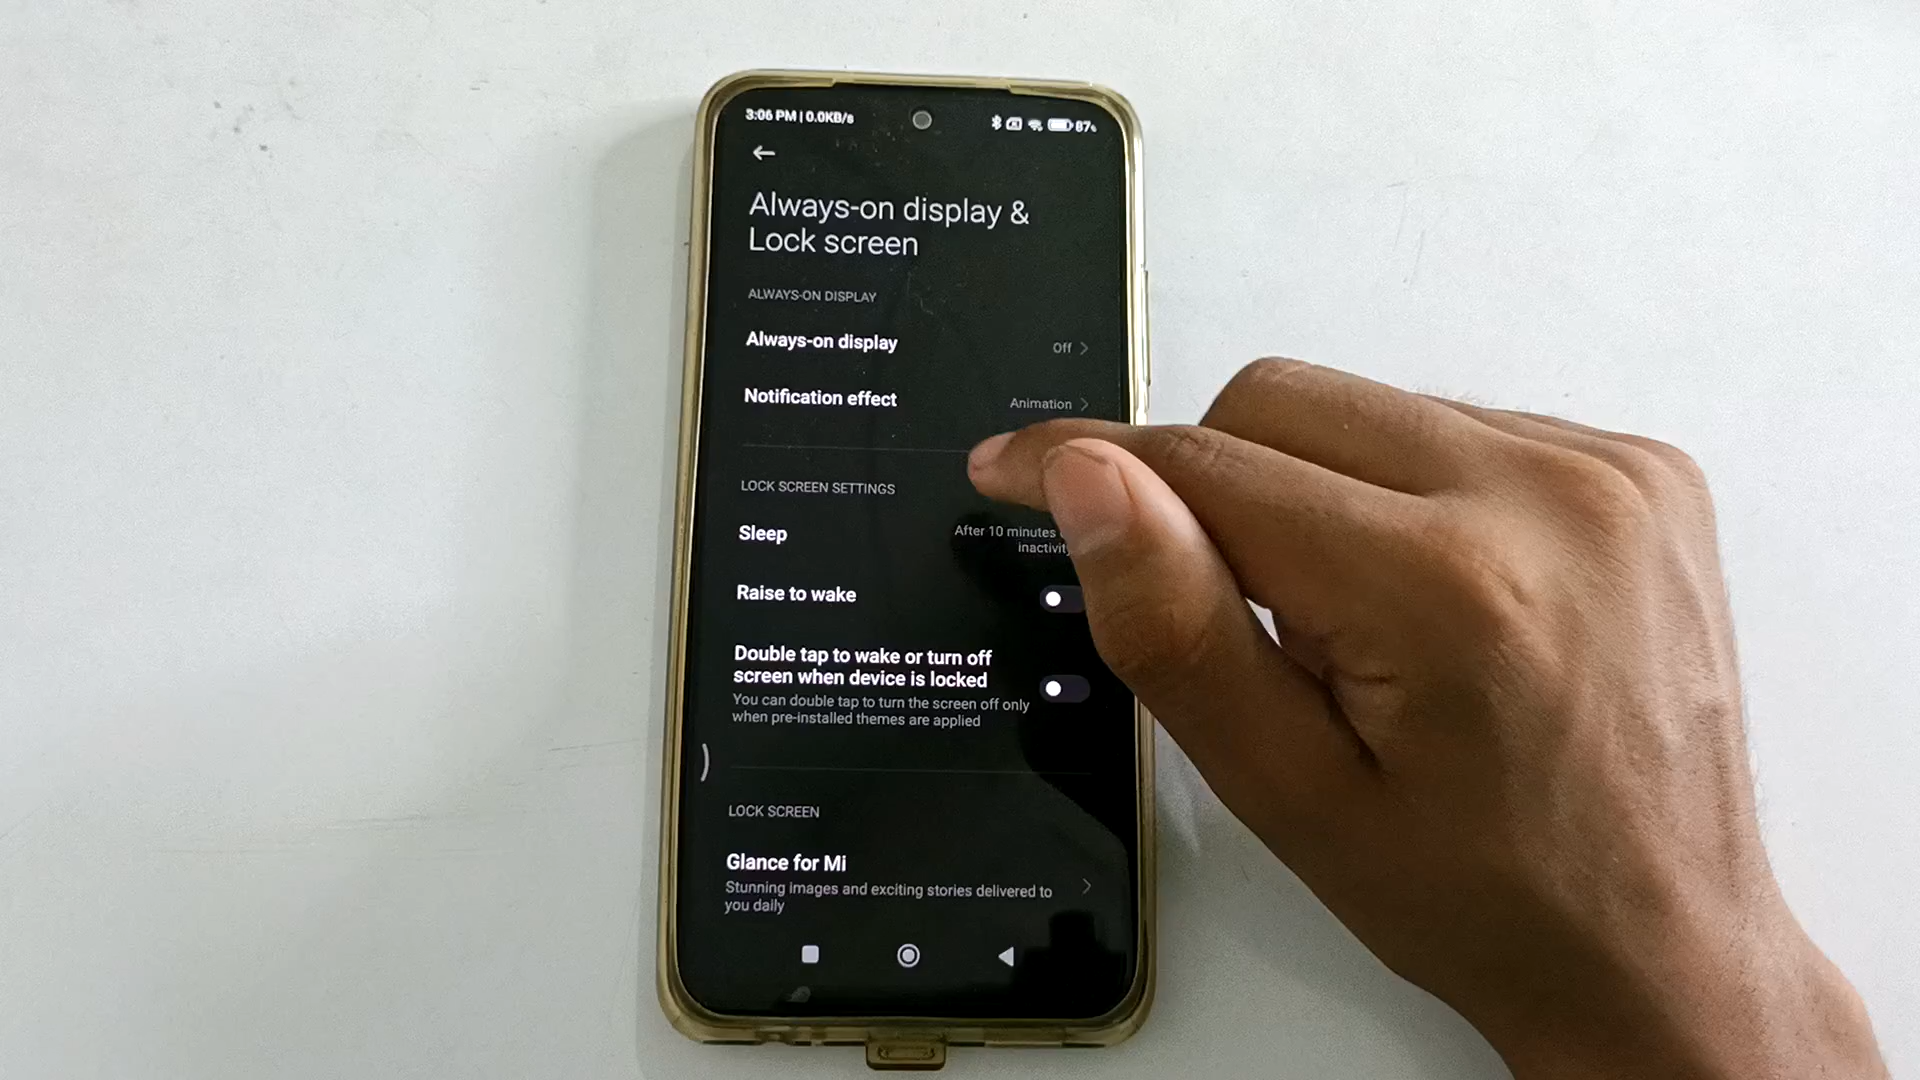 3:06 PM | 0.0KB/s
87%
Always-on display &
Lock screen
ALWAYS-ON DISPLAY
Always-on display
Off
Notification effect
Animation
LOCK SCREEN SETTINGS
Sleep
After 10 minutes
inactivity
Raise to wake
Double tap to wake or turn off
screen when device is locked
You can double tap to turn the screen off only
when pre-installed themes are applied
LOCK SCREEN
Glance for Mi
Stunning images and exciting stories delivered to
you daily